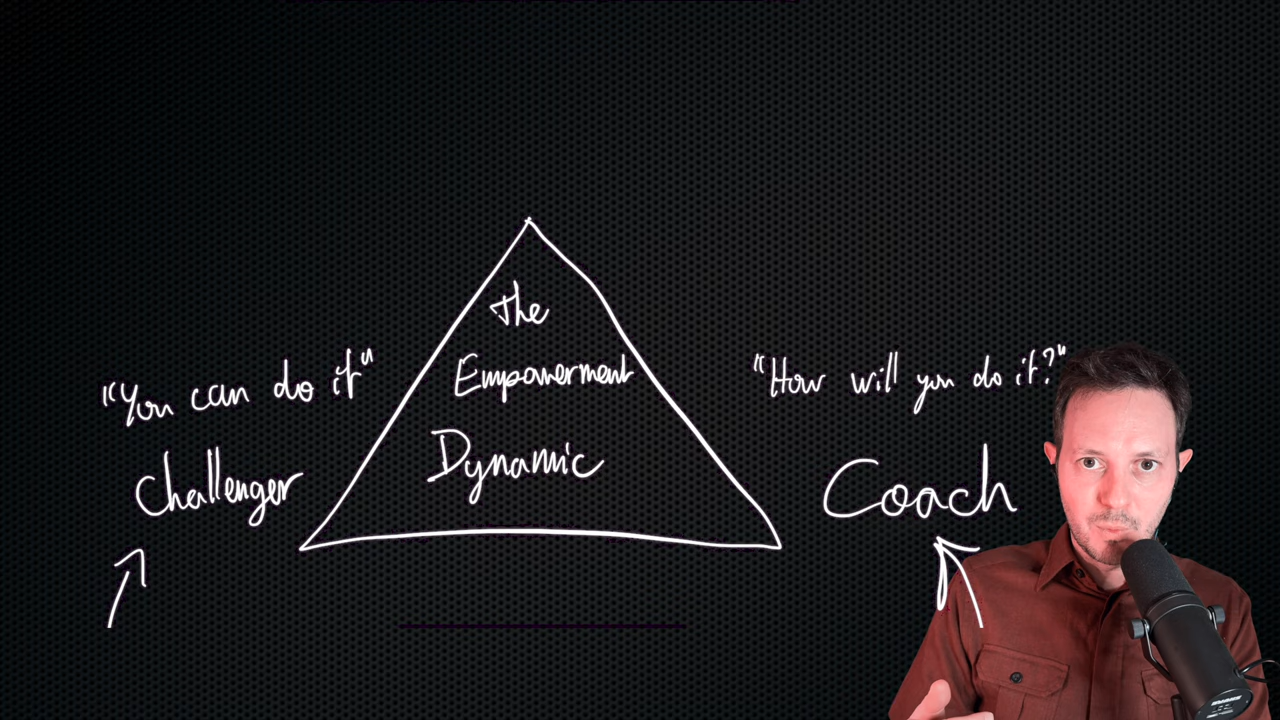 The
Empowerment
Dynamic
"You can do it"
Challenger
"How will you do it?"
Coach